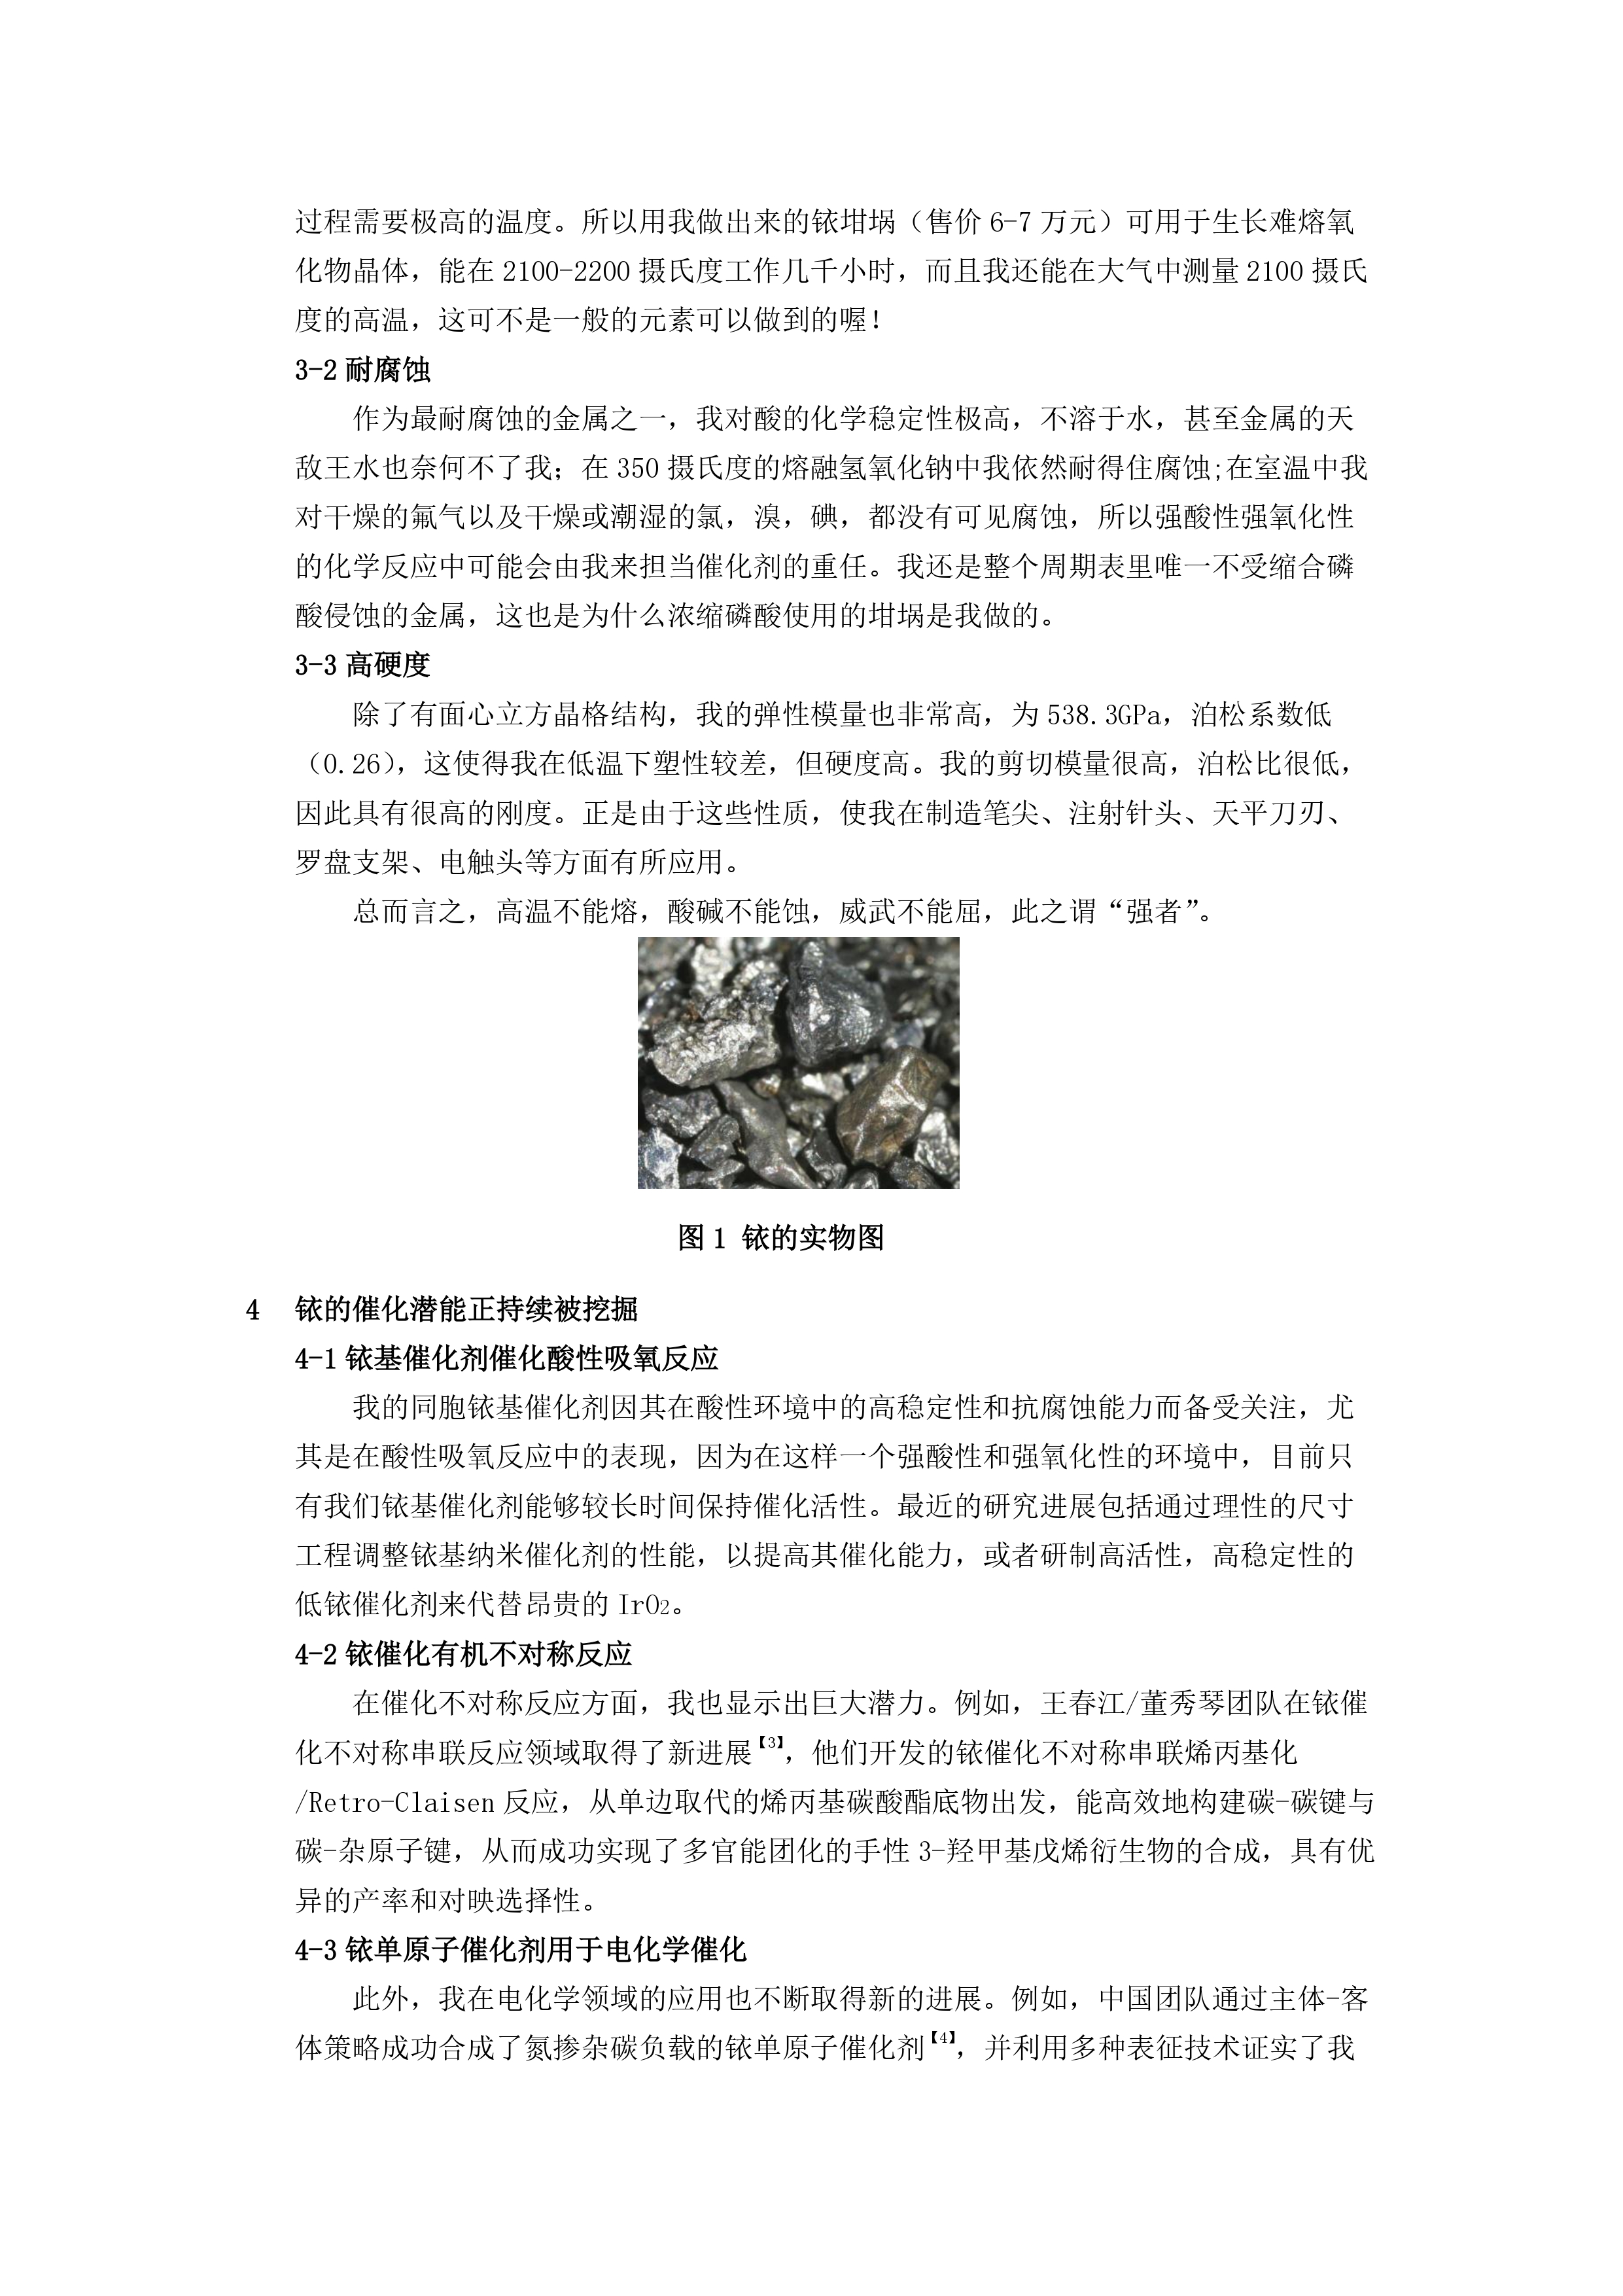 过程需要极高的温度。所以用我做出来的铱坩埚（售价 6-7 万元）可用于生长难熔氧
化物晶体，能在 2100-2200 摄氏度工作几千小时，而且我还能在大气中测量 2100 摄氏
度的高温，这可不是一般的元素可以做到的喔！
3-2 耐腐蚀
作为最耐腐蚀的金属之一，我对酸的化学稳定性极高，不溶于水，甚至金属的天
敌王水也奈何不了我；在 350 摄氏度的熔融氢氧化钠中我依然耐得住腐蚀;在室温中我
对干燥的氟气以及干燥或潮湿的氯，溴，碘，都没有可见腐蚀，所以强酸性强氧化性
的化学反应中可能会由我来担当催化剂的重任。我还是整个周期表里唯一不受缩合磷
酸侵蚀的金属，这也是为什么浓缩磷酸使用的坩埚是我做的。
3-3 高硬度
除了有面心立方晶格结构，我的弹性模量也非常高，为 538.3GPa，泊松系数低
（0.26），这使得我在低温下塑性较差，但硬度高。我的剪切模量很高，泊松比很低，
因此具有很高的刚度。正是由于这些性质，使我在制造笔尖、注射针头、天平刀刃、
罗盘支架、电触头等方面有所应用。
总而言之，高温不能熔，酸碱不能蚀，威武不能屈，此之谓“强者”。
图 1 铱的实物图
4 铱的催化潜能正持续被挖掘
4-1 铱基催化剂催化酸性吸氧反应
我的同胞铱基催化剂因其在酸性环境中的高稳定性和抗腐蚀能力而备受关注，尤
其是在酸性吸氧反应中的表现，因为在这样一个强酸性和强氧化性的环境中，目前只
有我们铱基催化剂能够较长时间保持催化活性。最近的研究进展包括通过理性的尺寸
工程调整铱基纳米催化剂的性能，以提高其催化能力，或者研制高活性，高稳定性的
低铱催化剂来代替昂贵的 IrO₂。
4-2 铱催化有机不对称反应
在催化不对称反应方面，我也显示出巨大潜力。例如，王春江/董秀琴团队在铱催
化不对称串联反应领域取得了新进展【3】，他们开发的铱催化不对称串联烯丙基化
/Retro-Claisen 反应，从单边取代的烯丙基碳酸酯底物出发，能高效地构建碳-碳键与
碳-杂原子键，从而成功实现了多官能团化的手性 3-羟甲基戊烯衍生物的合成，具有优
异的产率和对映选择性。
4-3 铱单原子催化剂用于电化学催化
此外，我在电化学领域的应用也不断取得新的进展。例如，中国团队通过主体-客
体策略成功合成了氮掺杂碳负载的铱单原子催化剂【4】，并利用多种表征技术证实了我